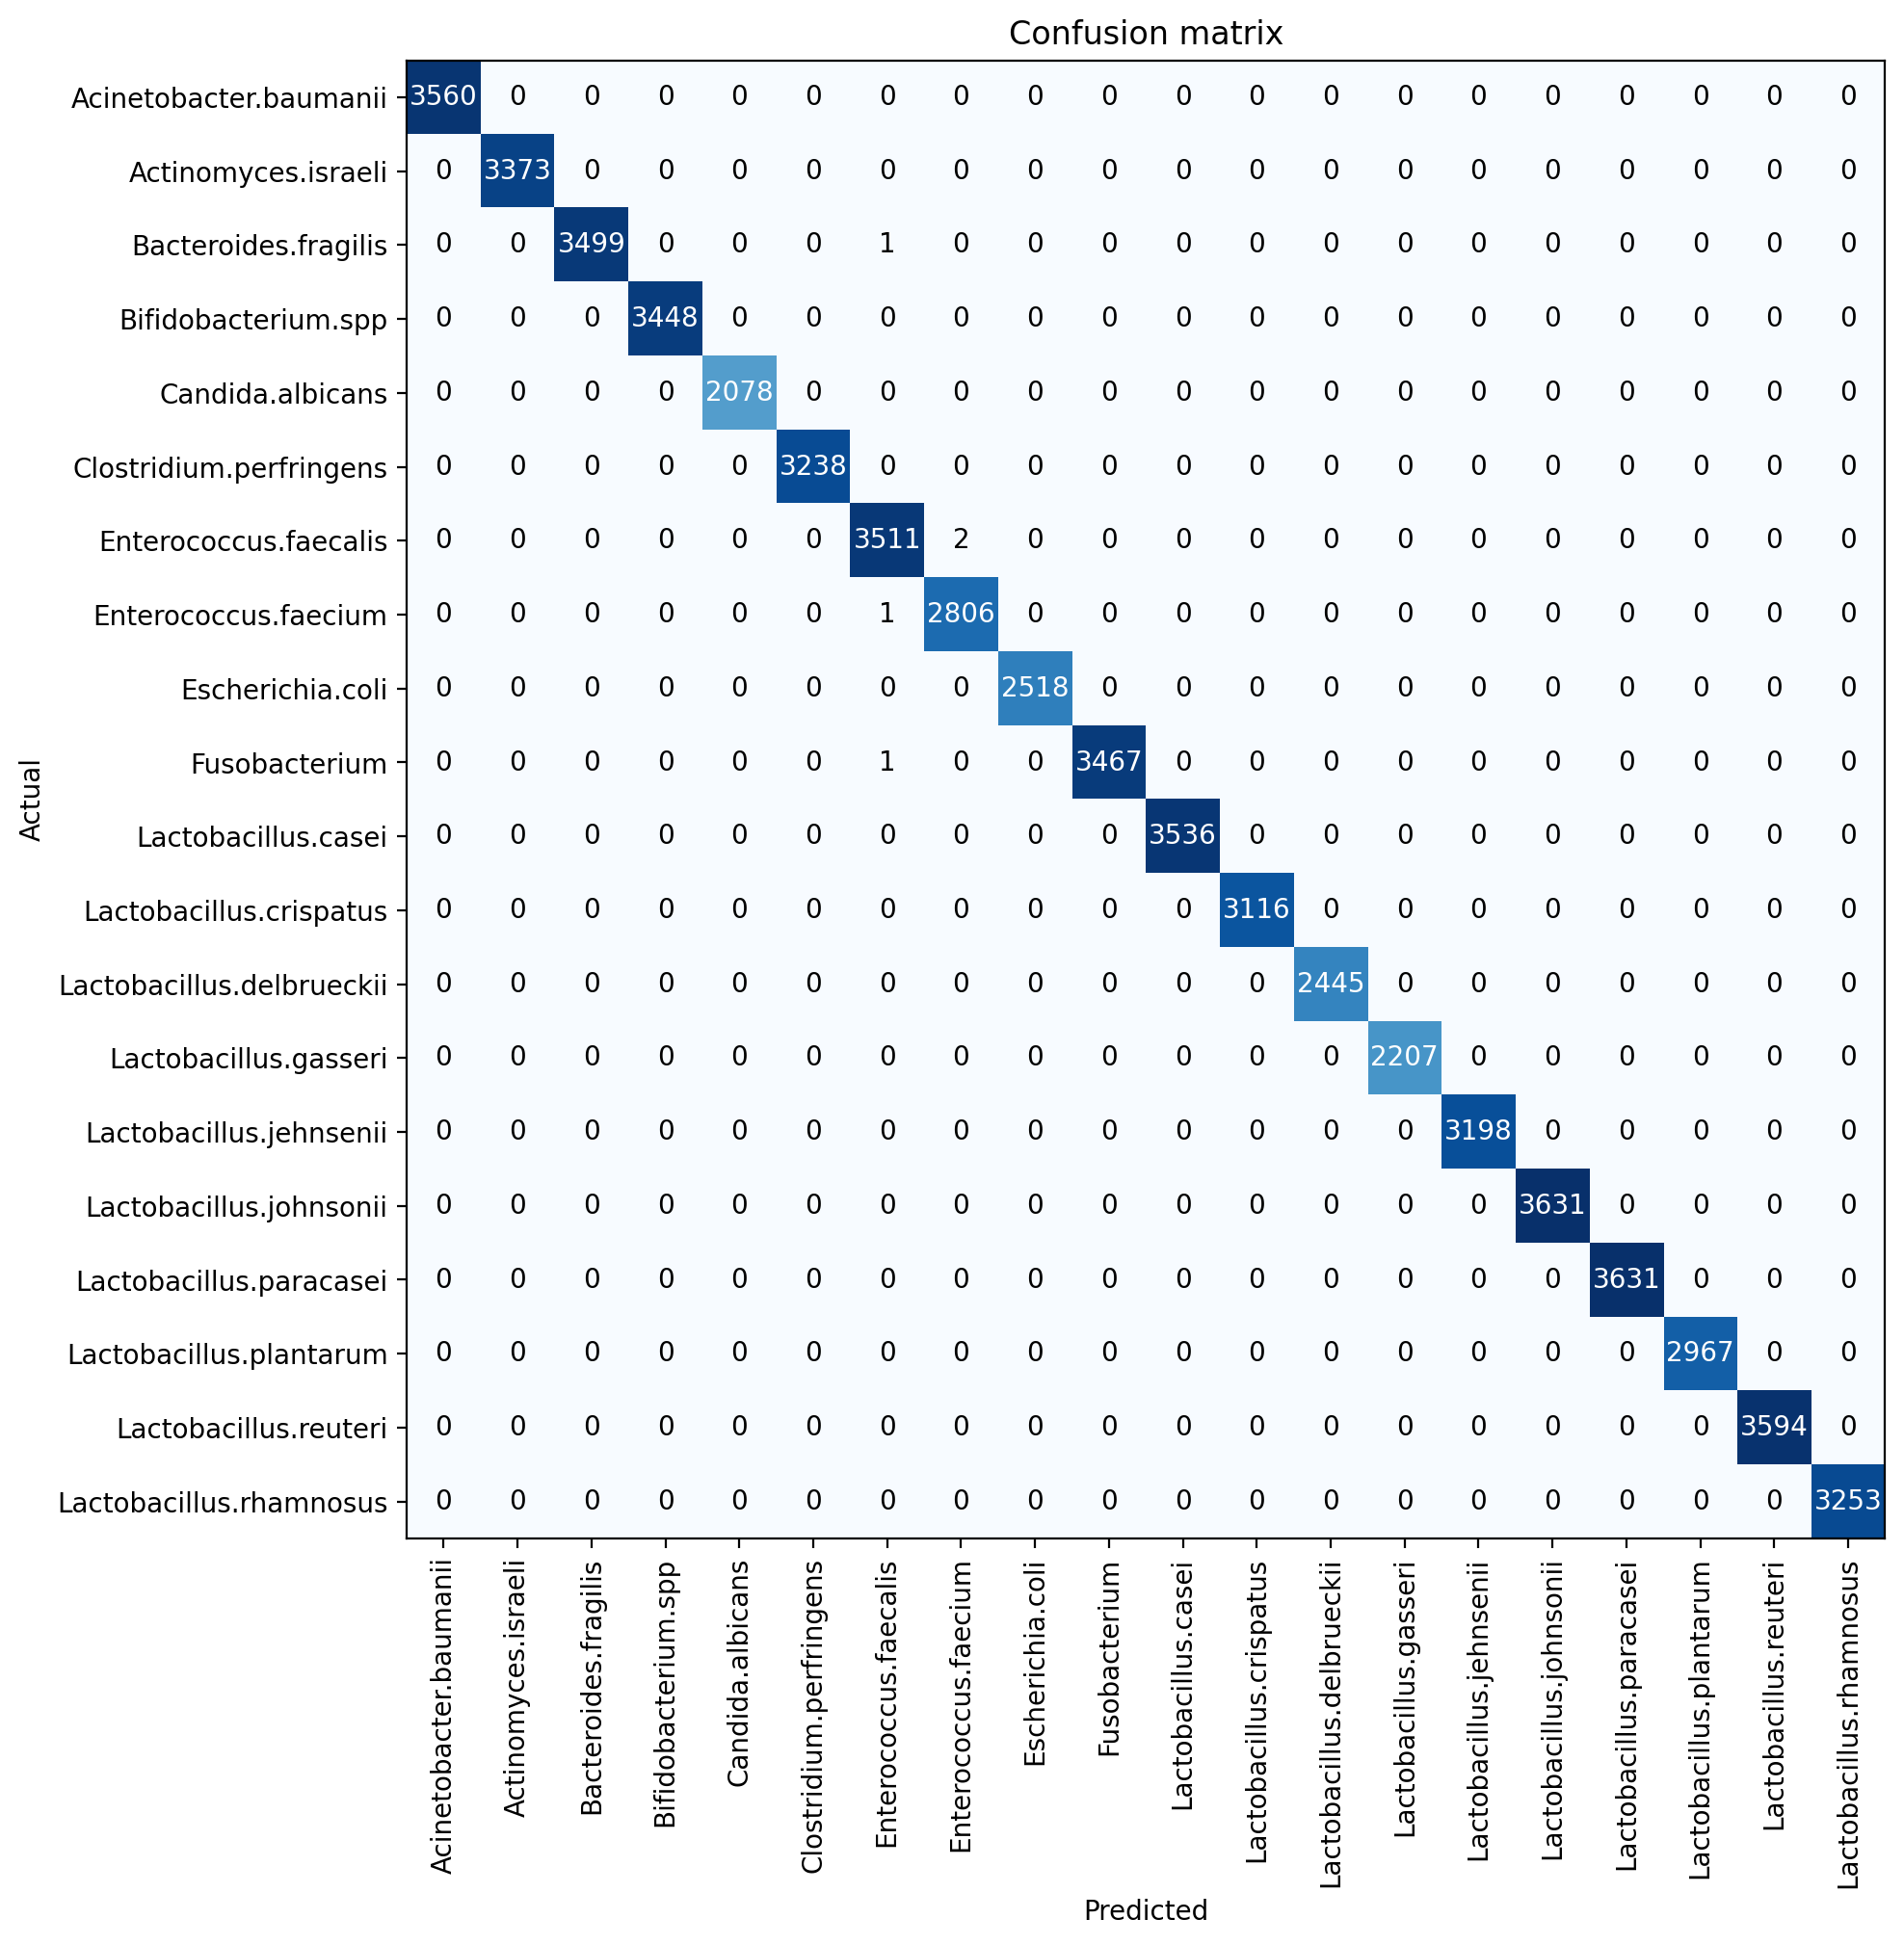 Confusion matrix
Acinetobacter.baumanii 3560 0 0 0 0 0 0 0 0 0 0 0 0 0 0 0 0 0 0 0
Actinomyces.israeli 0 3373 0 0 0 0 0 0 0 0 0 0 0 0 0 0 0 0 0 0
Bacteroides.fragilis 0 0 3499 0 0 0 1 0 0 0 0 0 0 0 0 0 0 0 0 0
Bifidobacterium.spp 0 0 0 3448 0 0 0 0 0 0 0 0 0 0 0 0 0 0 0 0
Candida.albicans 0 0 0 0 2078 0 0 0 0 0 0 0 0 0 0 0 0 0 0 0
Clostridium.perfringens 0 0 0 0 0 3238 0 0 0 0 0 0 0 0 0 0 0 0 0 0
Enterococcus.faecalis 0 0 0 0 0 0 3511 2 0 0 0 0 0 0 0 0 0 0 0 0
Enterococcus.faecium 0 0 0 0 0 0 1 2806 0 0 0 0 0 0 0 0 0 0 0 0
Escherichia.coli 0 0 0 0 0 0 0 0 2518 0 0 0 0 0 0 0 0 0 0 0
Fusobacterium 0 0 0 0 0 0 1 0 0 3467 0 0 0 0 0 0 0 0 0 0
Lactobacillus.casei 0 0 0 0 0 0 0 0 0 0 3536 0 0 0 0 0 0 0 0 0
Lactobacillus.crispatus 0 0 0 0 0 0 0 0 0 0 0 3116 0 0 0 0 0 0 0 0
Lactobacillus.delbrueckii 0 0 0 0 0 0 0 0 0 0 0 0 2445 0 0 0 0 0 0 0
Lactobacillus.gasseri 0 0 0 0 0 0 0 0 0 0 0 0 0 2207 0 0 0 0 0 0
Lactobacillus.jehnsenii 0 0 0 0 0 0 0 0 0 0 0 0 0 0 3198 0 0 0 0 0
Lactobacillus.johnsonii 0 0 0 0 0 0 0 0 0 0 0 0 0 0 0 3631 0 0 0 0
Lactobacillus.paracasei 0 0 0 0 0 0 0 0 0 0 0 0 0 0 0 0 3631 0 0 0
Lactobacillus.plantarum 0 0 0 0 0 0 0 0 0 0 0 0 0 0 0 0 0 2967 0 0
Lactobacillus.reuteri 0 0 0 0 0 0 0 0 0 0 0 0 0 0 0 0 0 0 3594 0
Lactobacillus.rhamnosus 0 0 0 0 0 0 0 0 0 0 0 0 0 0 0 0 0 0 0 3253
Actual
Acinetobacter.baumanii
Actinomyces.israeli
Bacteroides.fragilis
Bifidobacterium.spp
Candida.albicans
Clostridium.perfringens
Enterococcus.faecalis
Enterococcus.faecium
Escherichia.coli
Fusobacterium
Lactobacillus.casei
Lactobacillus.crispatus
Lactobacillus.delbrueckii
Lactobacillus.gasseri
Lactobacillus.jehnsenii
Lactobacillus.johnsonii
Lactobacillus.paracasei
Lactobacillus.plantarum
Lactobacillus.reuteri
Lactobacillus.rhamnosus
Predicted